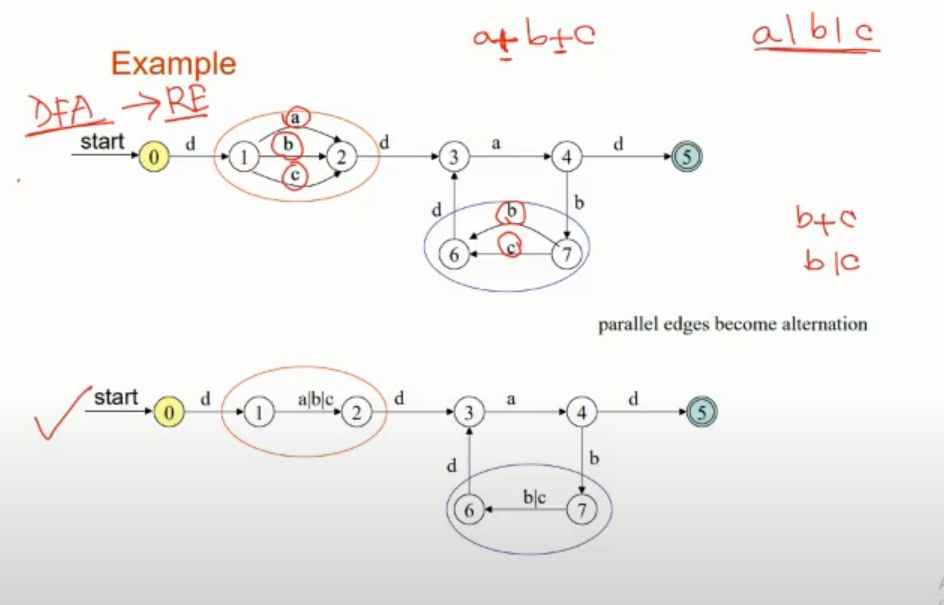 a+b+c
a|b|c
Example
DFA → RE
start 0 d 1 a b c 2 d 3 a 4 d 5
d b b
6 c 7
b+c
b|c
parallel edges become alternation
start 0 d 1 a|b|c 2 d 3 a 4 d 5
d b
6 b|c 7